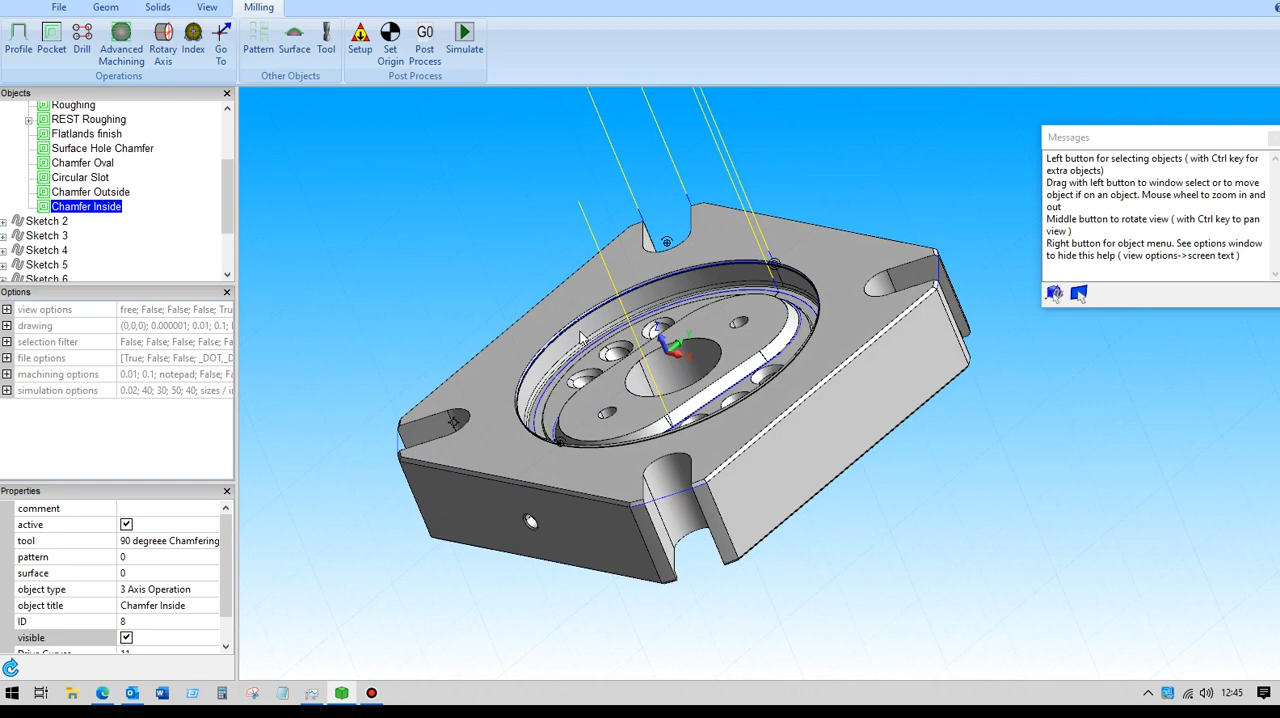 File Geom Solids View Milling
Profile Pocket Drill Advanced Machining Rotary Axis Index Go To Pattern Surface Tool Setup Set Origin G0 Post Process Simulate
Operations Other Objects Post Process
Objects
Roughing
REST Roughing
Flatlands finish
Surface Hole Chamfer
Chamfer Oval
Circular Slot
Chamfer Outside
Chamfer Inside
Sketch 2
Sketch 3
Sketch 4
Sketch 5
Sketch 6
Options
view options free; False; False; False; Tru
drawing {0,0,0}; 0.000001; 0.01; 0.1;
selection filter False; False; False; False; Fa
file options [True; False; False; _DOT,_D
machining options 0.01; 0.1; notepad; False; Fa
simulation options 0.02; 40; 30; 50; 40; sizes / in
Properties
comment
active
tool 90 degreee Chamfering
pattern 0
surface 0
object type 3 Axis Operation
object title Chamfer Inside
ID 8
visible
Messages
Left button for selecting objects ( with Ctrl key for
extra objects)
Drag with left button to window select or to move
object if on an object. Mouse wheel to zoom in and
out
Middle button to rotate view ( with Ctrl key to pan
view )
Right button for object menu. See options window
to hide this help ( view options->screen text )
Y
X
12:45